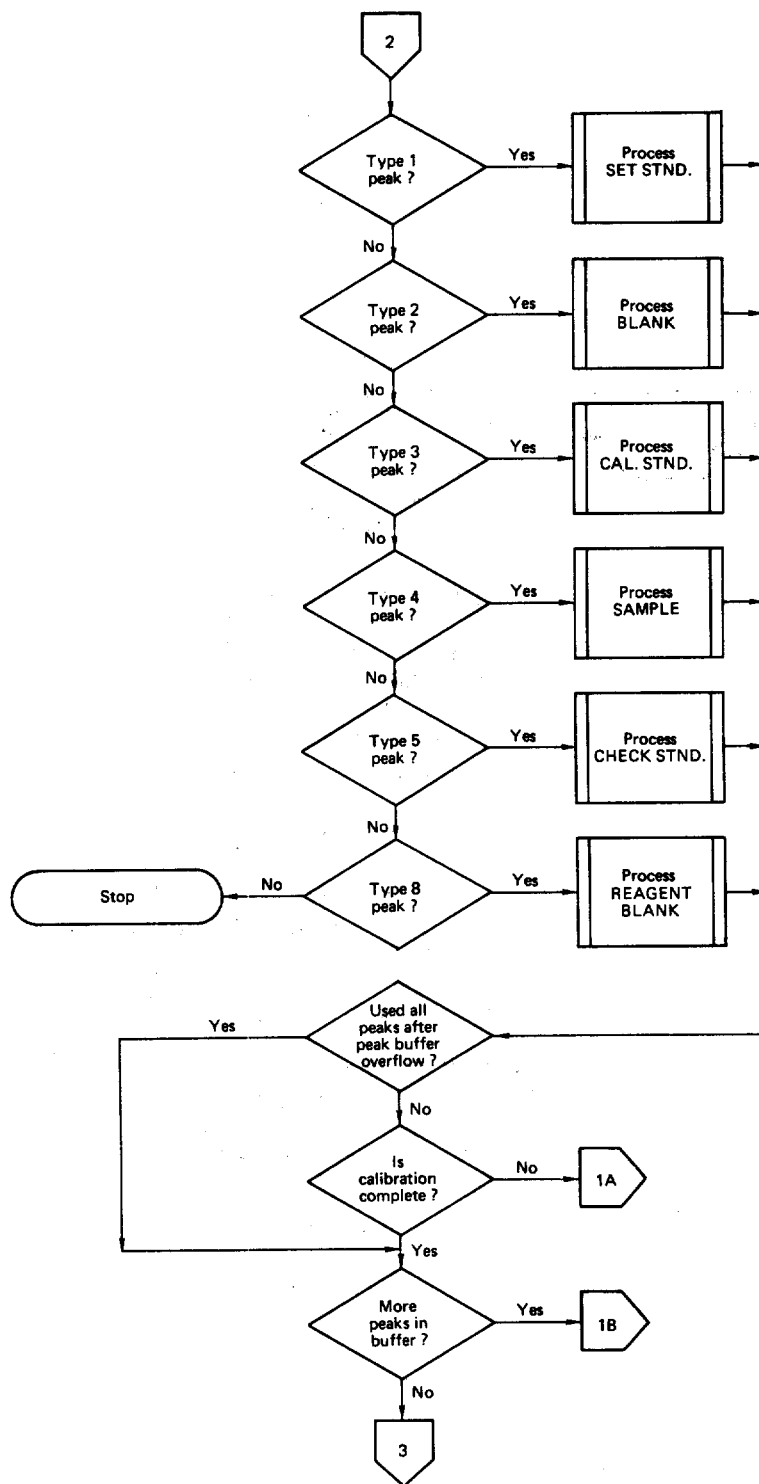 2
Type 1
peak ?
Yes
Process
SET STND.
No
Type 2
peak ?
Yes
Process
BLANK
No
Type 3
peak ?
Yes
Process
CAL. STND.
No
Type 4
peak ?
Yes
Process
SAMPLE
No
Type 5
peak ?
Yes
Process
CHECK STND.
No
Stop
No
Type 8
peak ?
Yes
Process
REAGENT
BLANK
Yes
Used all
peaks after
peak buffer
overflow ?
No
Is
calibration
complete ?
No
1A
Yes
More
peaks in
buffer ?
Yes
1B
No
3